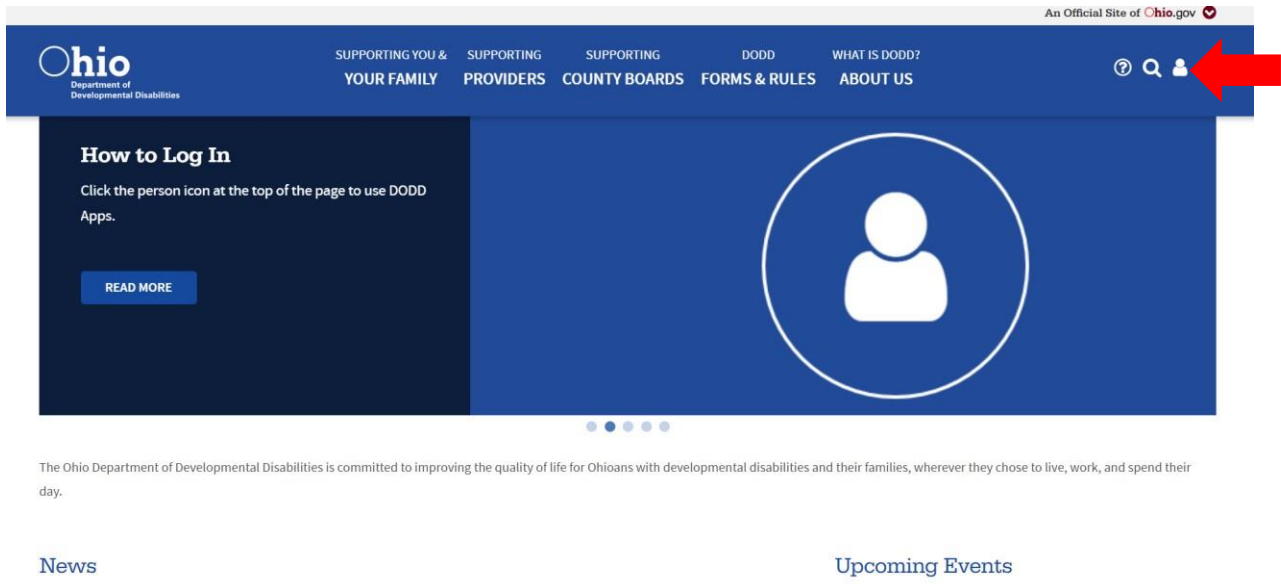 An Official Site of Ohio.gov
Ohio
Department of
Developmental Disabilities
SUPPORTING YOU &
YOUR FAMILY
SUPPORTING
PROVIDERS
SUPPORTING
COUNTY BOARDS
DODD
FORMS & RULES
WHAT IS DODD?
ABOUT US
How to Log In
Click the person icon at the top of the page to use DODD
Apps.
READ MORE
The Ohio Department of Developmental Disabilities is committed to improving the quality of life for Ohioans with developmental disabilities and their families, wherever they chose to live, work, and spend their
day.
News
Upcoming Events